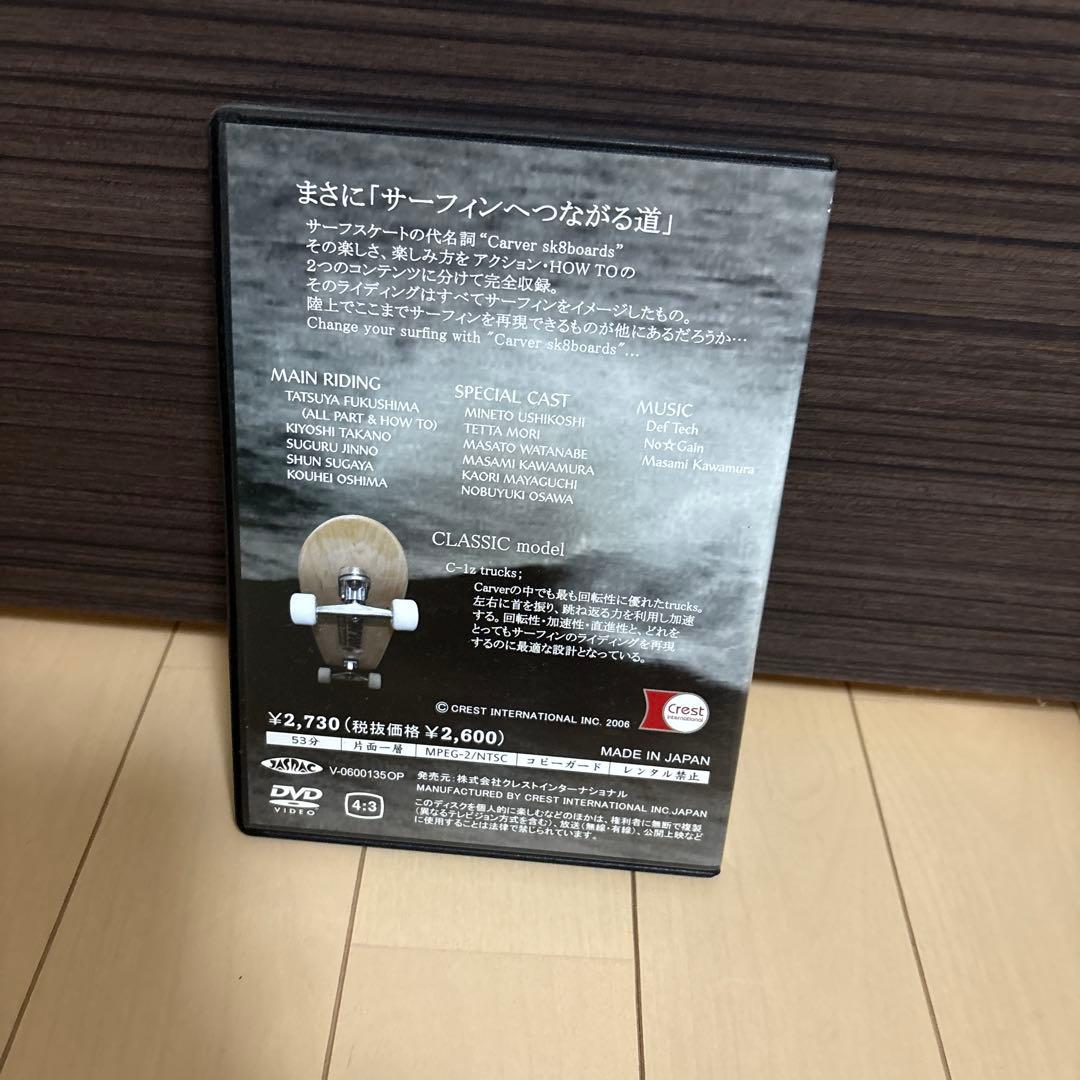 まさに「サーフィンへつながる道」
サーフスケートの代名詞 “Carver sk8boards”
その楽しさ、楽しみ方を アクション・HOW TOの
2つのコンテンツに分けて完全収録。
そのライディングはすべてサーフィンをイメージしたもの。
陸上でここまでサーフィンを再現できるものが他にあるだろうか…
Change your surfing with "Carver sk8boards"…
MAIN RIDING
TATSUYA FUKUSHIMA
(ALL PART & HOW TO)
KIYOSHI TAKANO
SUGURU JINNO
SHUN SUGAYA
KOUHEI OSHIMA
SPECIAL CAST
MINETO USHIKOSHI
TETTA MORI
MASATO WATANABE
MASAMI KAWAMURA
KAORI MAYAGUCHI
NOBUYUKI OSAWA
MUSIC
Def Tech
No☆Gain
Masami Kawamura
CLASSIC model
C-1z trucks;
Carverの中でも最も回転性に優れたtrucks。
左右に首を振り、跳ね返る力を利用し加速
する。回転性・加速性・直進性と、どれを
とってもサーフィンのライディングを再現
するのに最適な設計となっている。
© CREST INTERNATIONAL INC. 2006
Crest
International
¥2,730(税抜価格 ¥2,600)
MADE IN JAPAN
53分 片面一層 MPEG-2/NTSC コピーガード レンタル禁止
JASRAC
V-0600135OP
発売元:株式会社クレストインターナショナル
MANUFACTURED BY CREST INTERNATIONAL INC.JAPAN
DVD
VIDEO
4:3
このディスクを個人的に楽しむなどのほかは、権利者に無断で複製
(異なるテレビジョン方式を含む)、放送(無線・有線)、公開上映など
に使用することは法律で禁じられています。